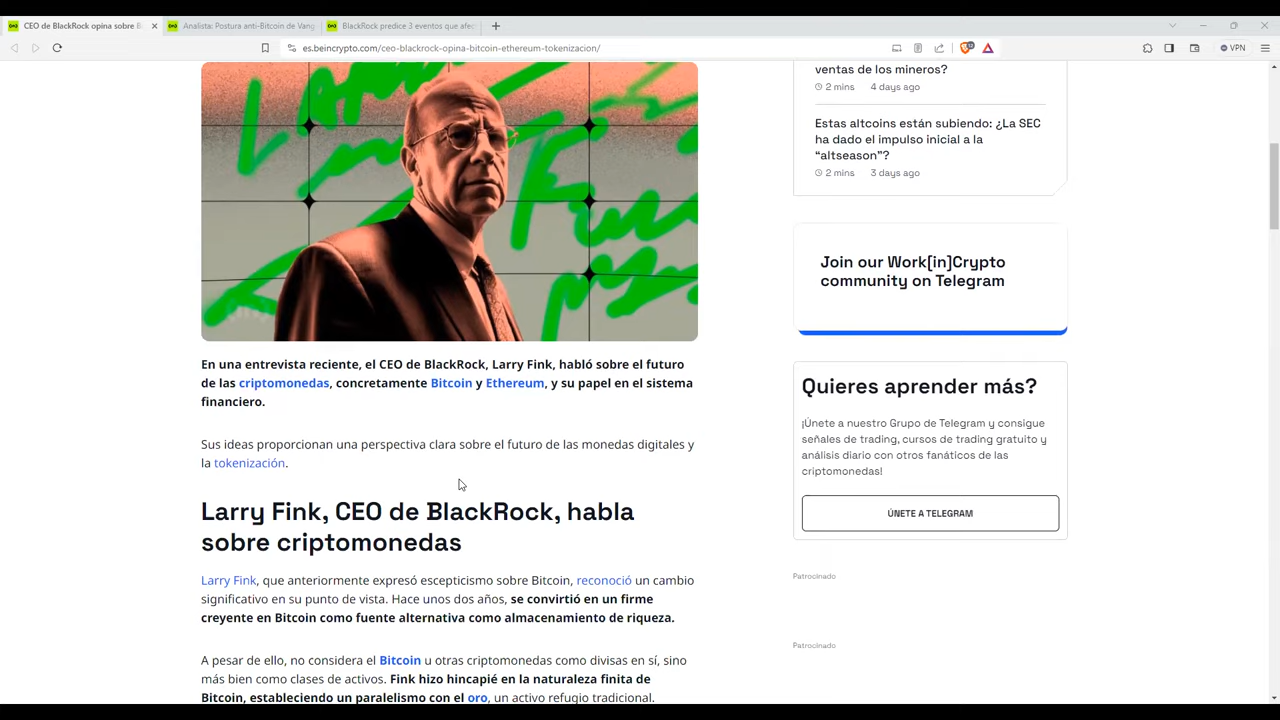 CEO de BlackRock opina sobre B
Analista: Postura anti-Bitcoin de Vang
BlackRock predice 3 eventos que afec
es.beincrypto.com/ceo-blackrock-opina-bitcoin-ethereum-tokenizacion/
VPN
En una entrevista reciente, el CEO de BlackRock, Larry Fink, habló sobre el futuro
de las criptomonedas, concretamente Bitcoin y Ethereum, y su papel en el sistema
financiero.
Sus ideas proporcionan una perspectiva clara sobre el futuro de las monedas digitales y
la tokenización.
Larry Fink, CEO de BlackRock, habla
sobre criptomonedas
Larry Fink, que anteriormente expresó escepticismo sobre Bitcoin, reconoció un cambio
significativo en su punto de vista. Hace unos dos años, se convirtió en un firme
creyente en Bitcoin como fuente alternativa como almacenamiento de riqueza.
A pesar de ello, no considera el Bitcoin u otras criptomonedas como divisas en sí, sino
más bien como clases de activos. Fink hizo hincapié en la naturaleza finita de
Bitcoin, estableciendo un paralelismo con el oro, un activo refugio tradicional.
ventas de los mineros?
2 mins 4 days ago
Estas altcoins están subiendo: ¿La SEC
ha dado el impulso inicial a la
“altseason”?
2 mins 3 days ago
Join our Work[in]Crypto
community on Telegram
Quieres aprender más?
¡Únete a nuestro Grupo de Telegram y consigue
señales de trading, cursos de trading gratuito y
análisis diario con otros fanáticos de las
criptomonedas!
ÚNETE A TELEGRAM
Patrocinado
Patrocinado